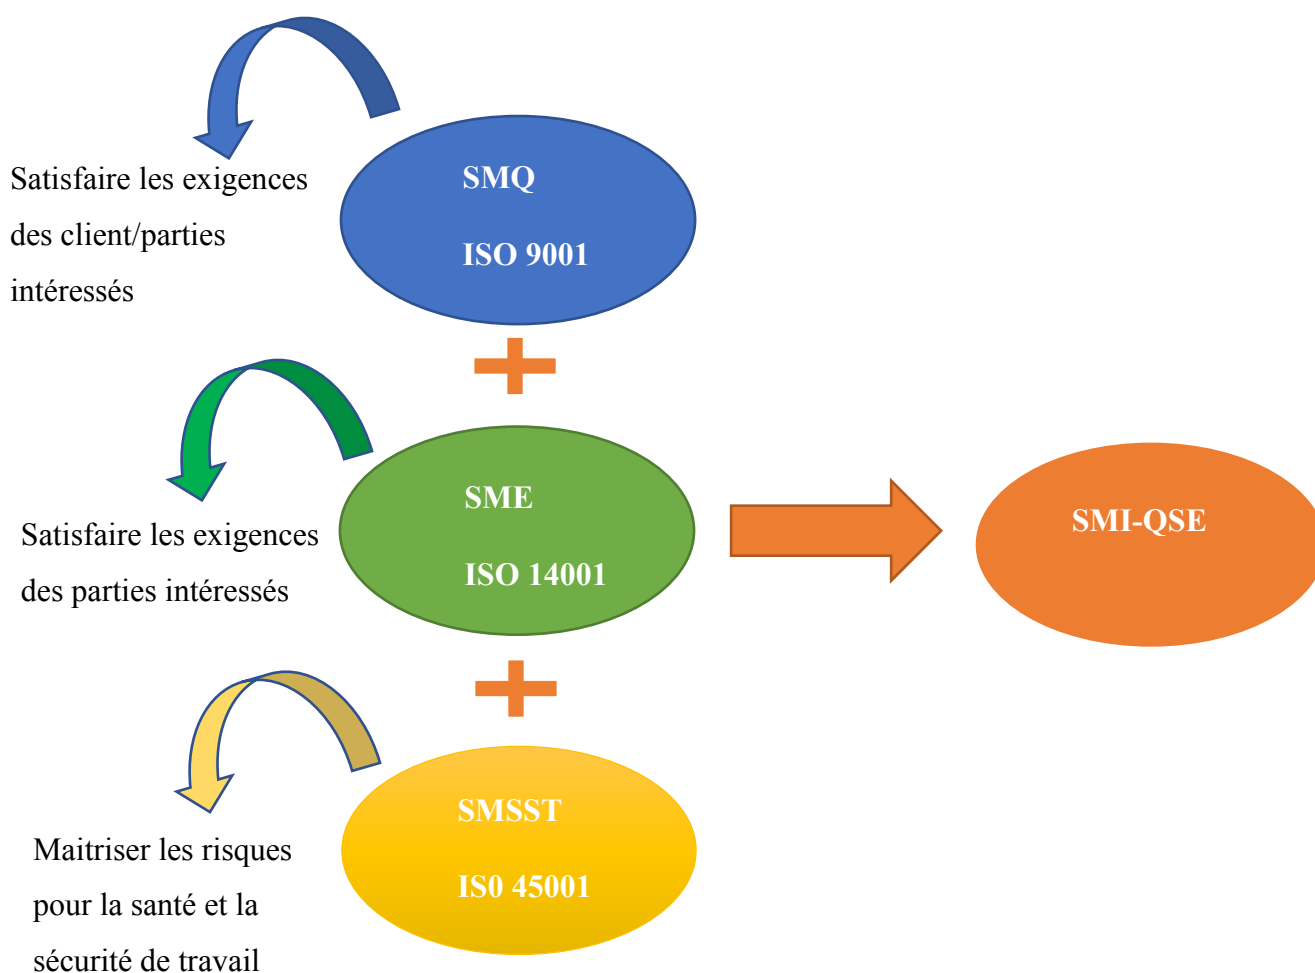 Satisfaire les exigences
des client/parties
intéressés
SMQ
ISO 9001
Satisfaire les exigences
des parties intéressés
SME
ISO 14001
SMI-QSE
Maitriser les risques
pour la santé et la
sécurité de travail
SMSST
IS0 45001